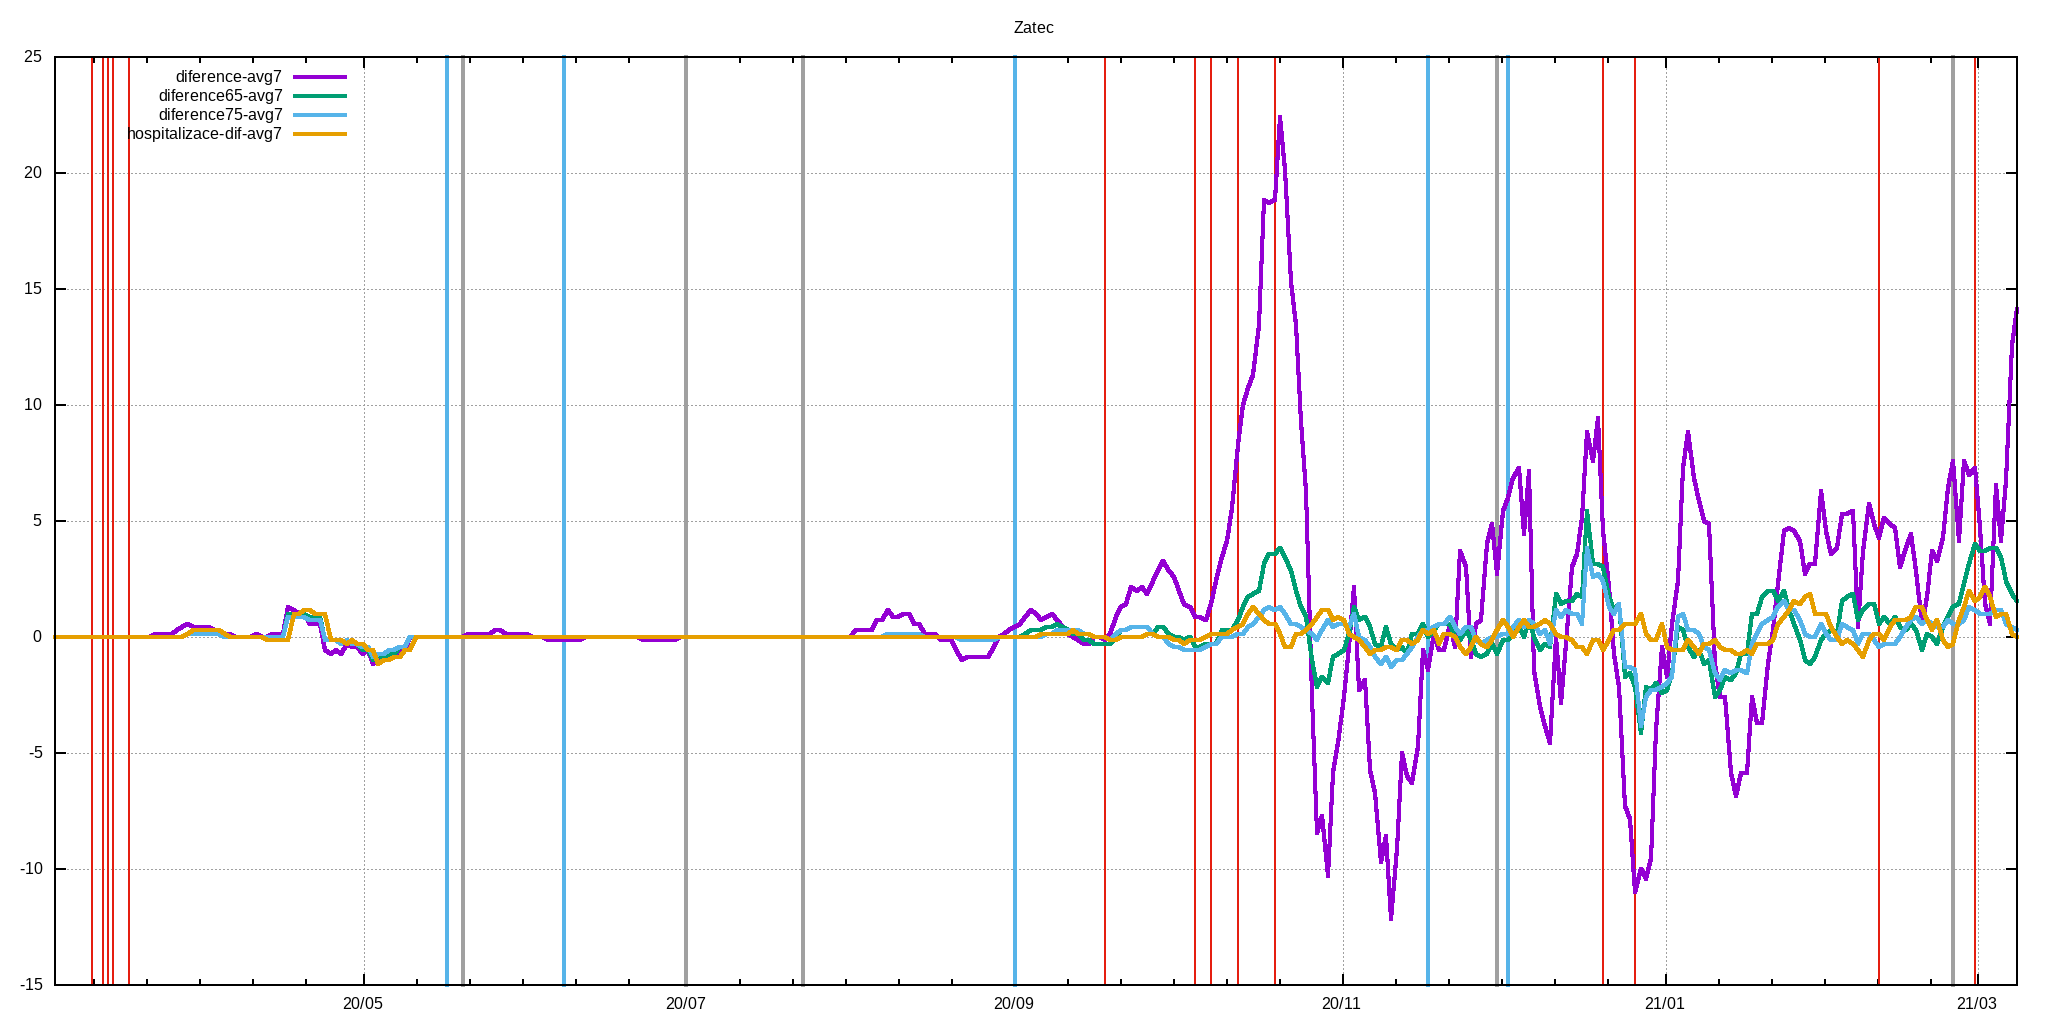 Zatec
25
diference-avg7
diference65-avg7
diference75-avg7
hospitalizace-dif-avg7
20
15
10
5
0
-5
-10
-15
20/05 20/07 20/09 20/11 21/01 21/03